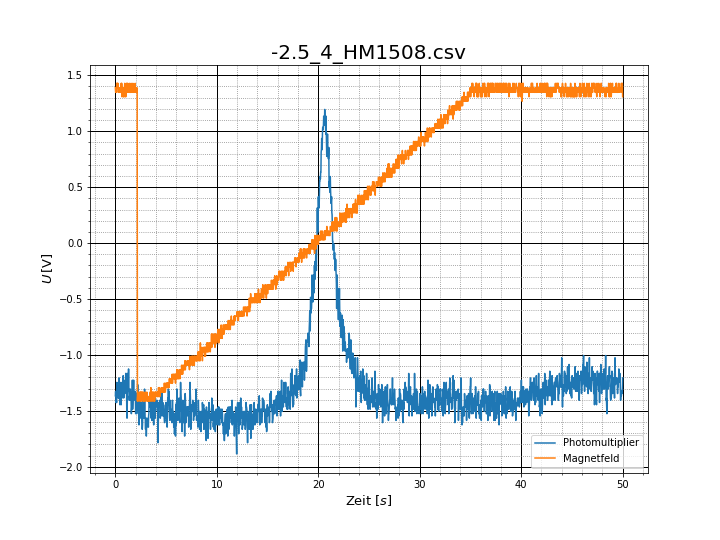 -2.5_4_HM1508.csv
1.5
1.0
0.5
0.0
−0.5
−1.0
−1.5
−2.0
U [V]
0 10 20 30 40 50
Zeit [s]
Photomultiplier
Magnetfeld